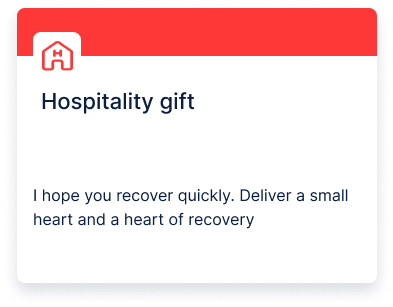 Hospitality gift
I hope you recover quickly. Deliver a small
heart and a heart of recovery